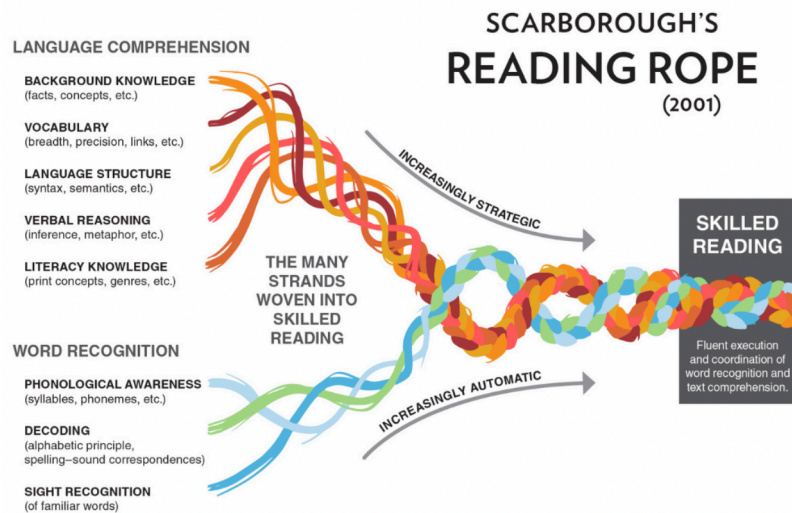 SCARBOROUGH'S
READING ROPE
(2001)
LANGUAGE COMPREHENSION
BACKGROUND KNOWLEDGE
(facts, concepts, etc.)
VOCABULARY
(breadth, precision, links, etc.)
LANGUAGE STRUCTURE
(syntax, semantics, etc.)
VERBAL REASONING
(inference, metaphor, etc.)
LITERACY KNOWLEDGE
(print concepts, genres, etc.)
WORD RECOGNITION
PHONOLOGICAL AWARENESS
(syllables, phonemes, etc.)
DECODING
(alphabetic principle,
spelling–sound correspondences)
SIGHT RECOGNITION
(of familiar words)
THE MANY
STRANDS
WOVEN INTO
SKILLED
READING
INCREASINGLY STRATEGIC
INCREASINGLY AUTOMATIC
SKILLED
READING
Fluent execution
and coordination of
word recognition and
text comprehension.